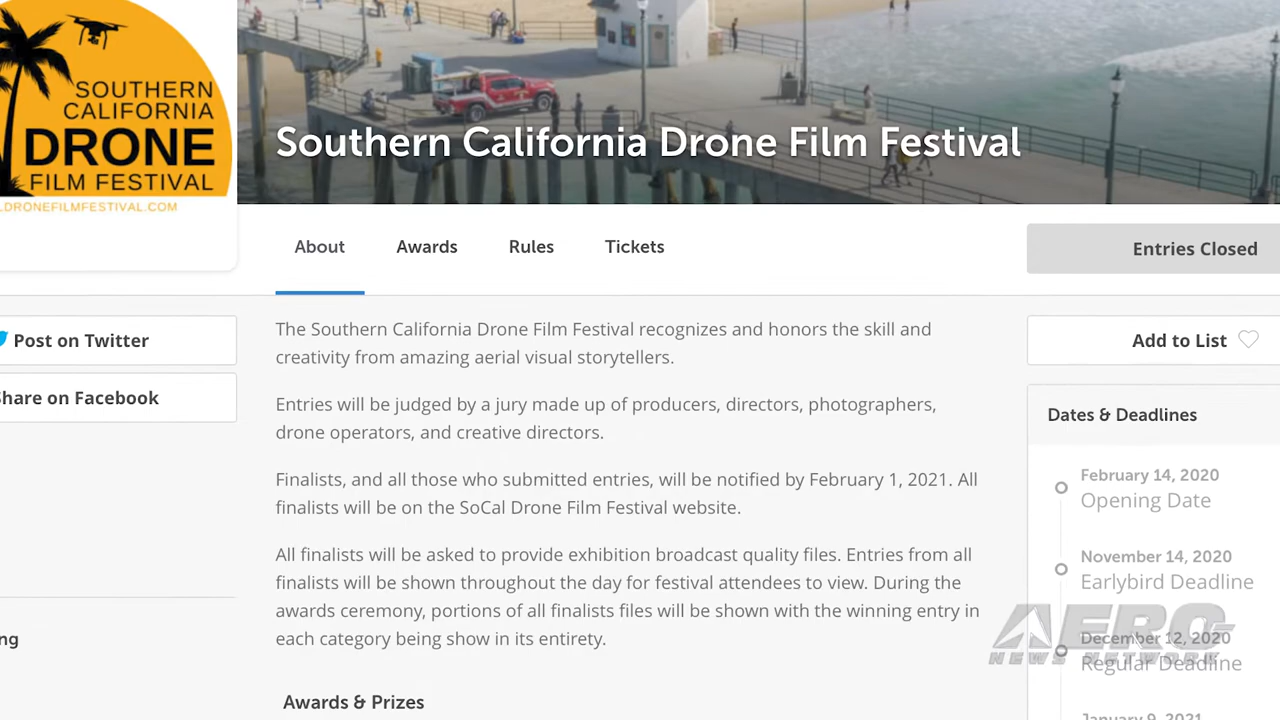 SOUTHERN
CALIFORNIA
DRONE
FILM FESTIVAL
LDRONEFILMFESTIVAL.COM
Southern California Drone Film Festival
About
Awards
Rules
Tickets
Entries Closed
Post on Twitter
Share on Facebook
ng
The Southern California Drone Film Festival recognizes and honors the skill and
creativity from amazing aerial visual storytellers.
Entries will be judged by a jury made up of producers, directors, photographers,
drone operators, and creative directors.
Finalists, and all those who submitted entries, will be notified by February 1, 2021. All
finalists will be on the SoCal Drone Film Festival website.
All finalists will be asked to provide exhibition broadcast quality files. Entries from all
finalists will be shown throughout the day for festival attendees to view. During the
awards ceremony, portions of all finalists files will be shown with the winning entry in
each category being show in its entirety.
Awards & Prizes
Add to List
Dates & Deadlines
February 14, 2020
Opening Date
November 14, 2020
Earlybird Deadline
December 12, 2020
Regular Deadline
January 9, 2021
AERO
NEWS NETWORK